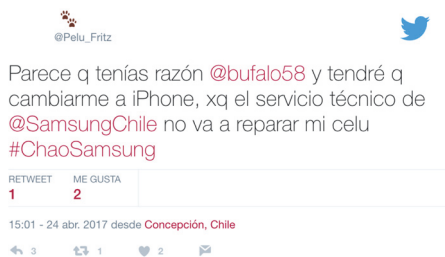 @Pelu_Fritz
Parece q tenías razón @bufalo58 y tendré q
cambiarme a iPhone, xq el servicio técnico de
@SamsungChile no va a reparar mi celu
#ChaoSamsung
RETWEET ME GUSTA
1 2
15:01 - 24 abr. 2017 desde Concepción, Chile
3 1 2